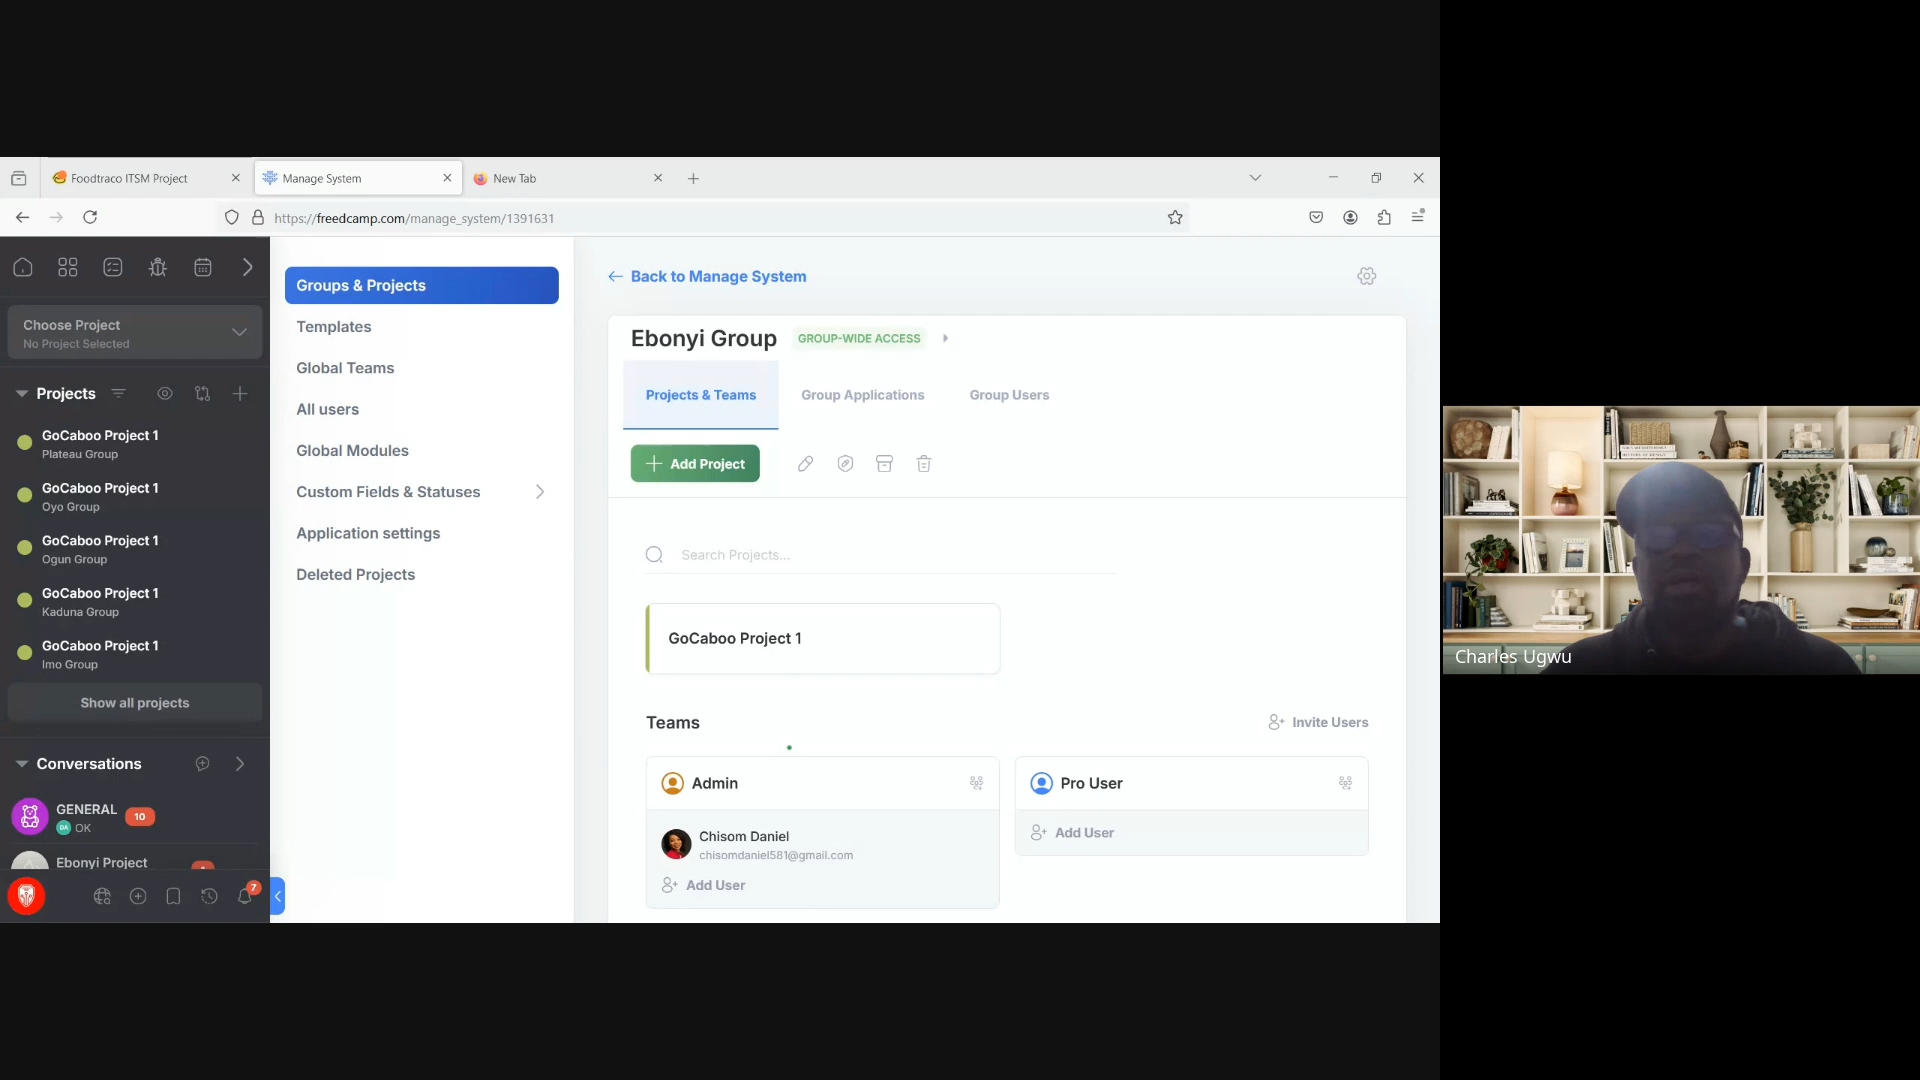 Foodtraco ITSM Project
Manage System
New Tab
https://freedcamp.com/manage_system/1391631
Choose Project
No Project Selected
Projects
GoCaboo Project 1
Plateau Group
GoCaboo Project 1
Oyo Group
GoCaboo Project 1
Ogun Group
GoCaboo Project 1
Kaduna Group
GoCaboo Project 1
Imo Group
Show all projects
Conversations
GENERAL
10
DA
OK
Ebonyi Project
7
Groups & Projects
Templates
Global Teams
All users
Global Modules
Custom Fields & Statuses
Application settings
Deleted Projects
Back to Manage System
Ebonyi Group
GROUP-WIDE ACCESS
Projects & Teams
Group Applications
Group Users
Add Project
Search Projects...
GoCaboo Project 1
Teams
Invite Users
Admin
Chisom Daniel
chisomdaniel581@gmail.com
Add User
Pro User
Add User
Charles Ugwu